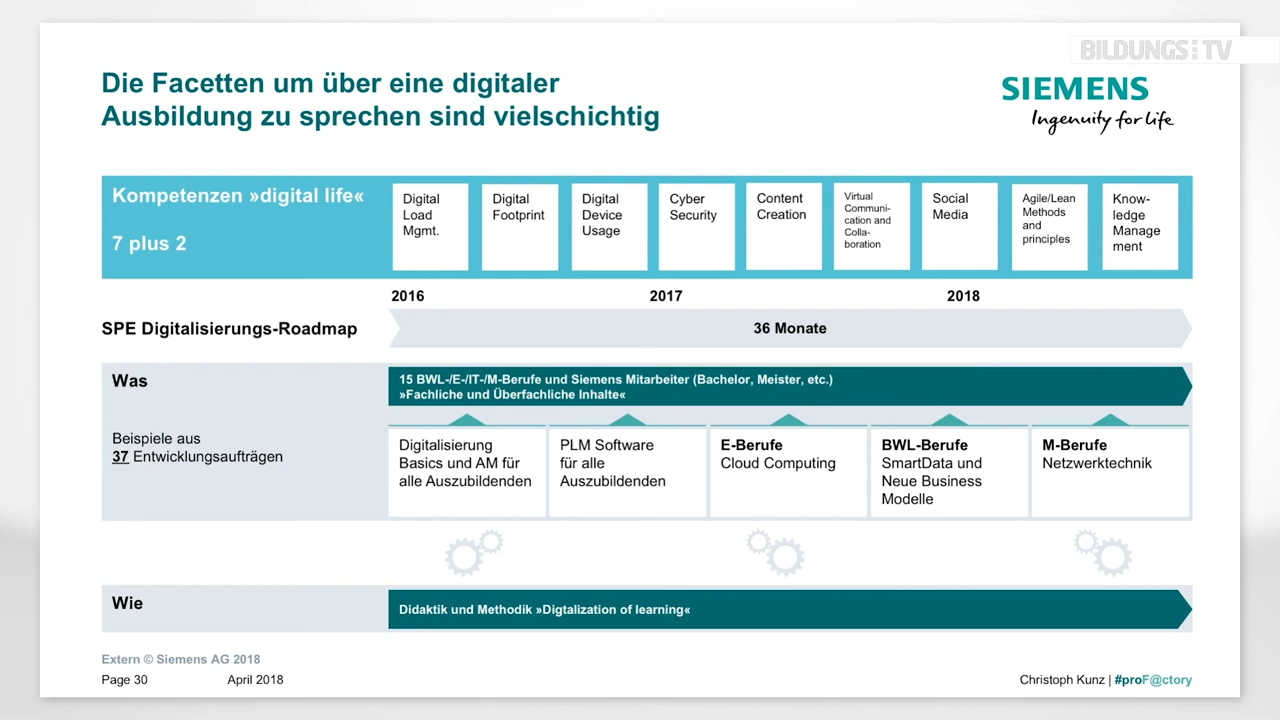 BILDUNGS TV
Die Facetten um über eine digitaler
Ausbildung zu sprechen sind vielschichtig
SIEMENS
Ingenuity for life
Kompetenzen »digital life«
7 plus 2
Digital
Load
Mgmt.
Digital
Footprint
Digital
Device
Usage
Cyber
Security
Content
Creation
Virtual
Communi-
cation and
Colla-
boration
Social
Media
Agile/Lean
Methods
and
principles
Know-
ledge
Manage
ment
2016
2017
2018
SPE Digitalisierungs-Roadmap
36 Monate
Was
15 BWL-/E-/IT-/M-Berufe und Siemens Mitarbeiter (Bachelor, Meister, etc.)
»Fachliche und Überfachliche Inhalte«
Beispiele aus
37 Entwicklungsaufträgen
Digitalisierung
Basics und AM für
alle Auszubildenden
PLM Software
für alle
Auszubildenden
E-Berufe
Cloud Computing
BWL-Berufe
SmartData und
Neue Business
Modelle
M-Berufe
Netzwerktechnik
Wie
Didaktik und Methodik »Digtalization of learning«
Extern © Siemens AG 2018
Page 30 April 2018
Christoph Kunz | #proF@ctory